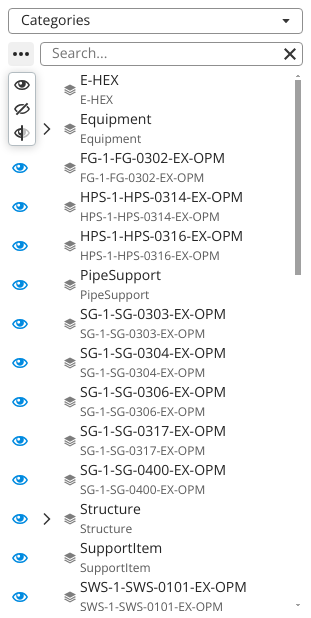 Categories
Search...
E-HEX
E-HEX
Equipment
Equipment
FG-1-FG-0302-EX-OPM
FG-1-FG-0302-EX-OPM
HPS-1-HPS-0314-EX-OPM
HPS-1-HPS-0314-EX-OPM
HPS-1-HPS-0316-EX-OPM
HPS-1-HPS-0316-EX-OPM
PipeSupport
PipeSupport
SG-1-SG-0303-EX-OPM
SG-1-SG-0303-EX-OPM
SG-1-SG-0304-EX-OPM
SG-1-SG-0304-EX-OPM
SG-1-SG-0306-EX-OPM
SG-1-SG-0306-EX-OPM
SG-1-SG-0317-EX-OPM
SG-1-SG-0317-EX-OPM
SG-1-SG-0400-EX-OPM
SG-1-SG-0400-EX-OPM
Structure
Structure
SupportItem
SupportItem
SWS-1-SWS-0101-EX-OPM
SWS-1-SWS-0101-EX-OPM